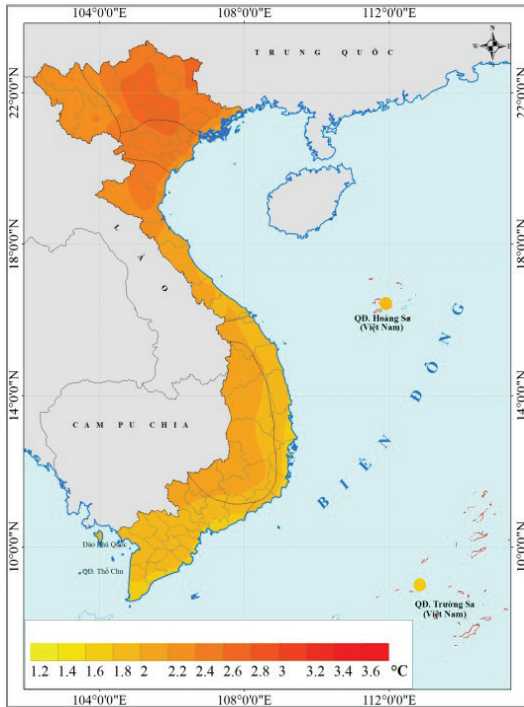 104°0'0"E 108°0'0"E 112°0'0"E
TRUNG QUỐC
N
W E
S
22°0'0"N 22°0'0"N
18°0'0"N 18°0'0"N
LÀO
QĐ. Hoàng Sa
(Việt Nam)
BIỂN ĐÔNG
14°0'0"N 14°0'0"N
CAM PU CHIA
10°0'0"N 10°0'0"N
Đảo Phú Quốc
QĐ. Thổ Chu
QĐ. Trường Sa
(Việt Nam)
1.2 1.4 1.6 1.8 2 2.2 2.4 2.6 2.8 3 3.2 3.4 3.6 °C
104°0'0"E 108°0'0"E 112°0'0"E